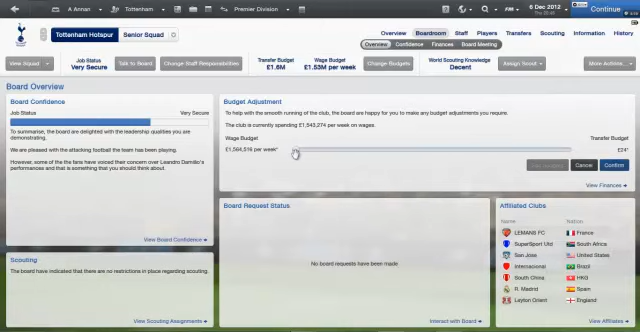 A Annan
Tottenham
Premier Division
FM
6 Dec 2012
Continue
Tottenham Hotspur
Senior Squad
Overview
Boardroom
Staff
Players
Transfers
Scouting
Information
History
Overview
Confidence
Finances
Board Meeting
View Squad
Job Status
Very Secure
Talk to Board
Change Staff Responsibilities
Transfer Budget
£1.6M
Wage Budget
£1.53M per week
Change Budgets
World Scouting Knowledge
Decent
Assign Scout
More Actions...
Board Overview
Board Confidence
Job Status
Very Secure
To summarise, the board are delighted with the leadership qualities you are
demonstrating.
We are pleased with the attacking football the team has been playing.
However, some of the fans have voiced their concern over Leandro Damião's
performances and that is something that you should think about.
View Board Confidence
Scouting
The board have indicated that there are no restrictions in place regarding scouting.
View Scouting Assignments
Budget Adjustment
To help with the smooth running of the club, the board are happy for you to make any budget adjustments you require.
The club is currently spending £1,543,274 per week on wages.
Wage Budget
Transfer Budget
£1,564,516 per week*
£24*
Cancel
Confirm
View Finances
Board Request Status
No board requests have been made
Interact with Board
Affiliated Clubs
Name
Nation
LEMANS FC
France
SuperSport Utd
South Africa
San Jose
United States
Internacional
Brazil
South China
HKG
R. Madrid
Spain
Leyton Orient
England
View Affiliates